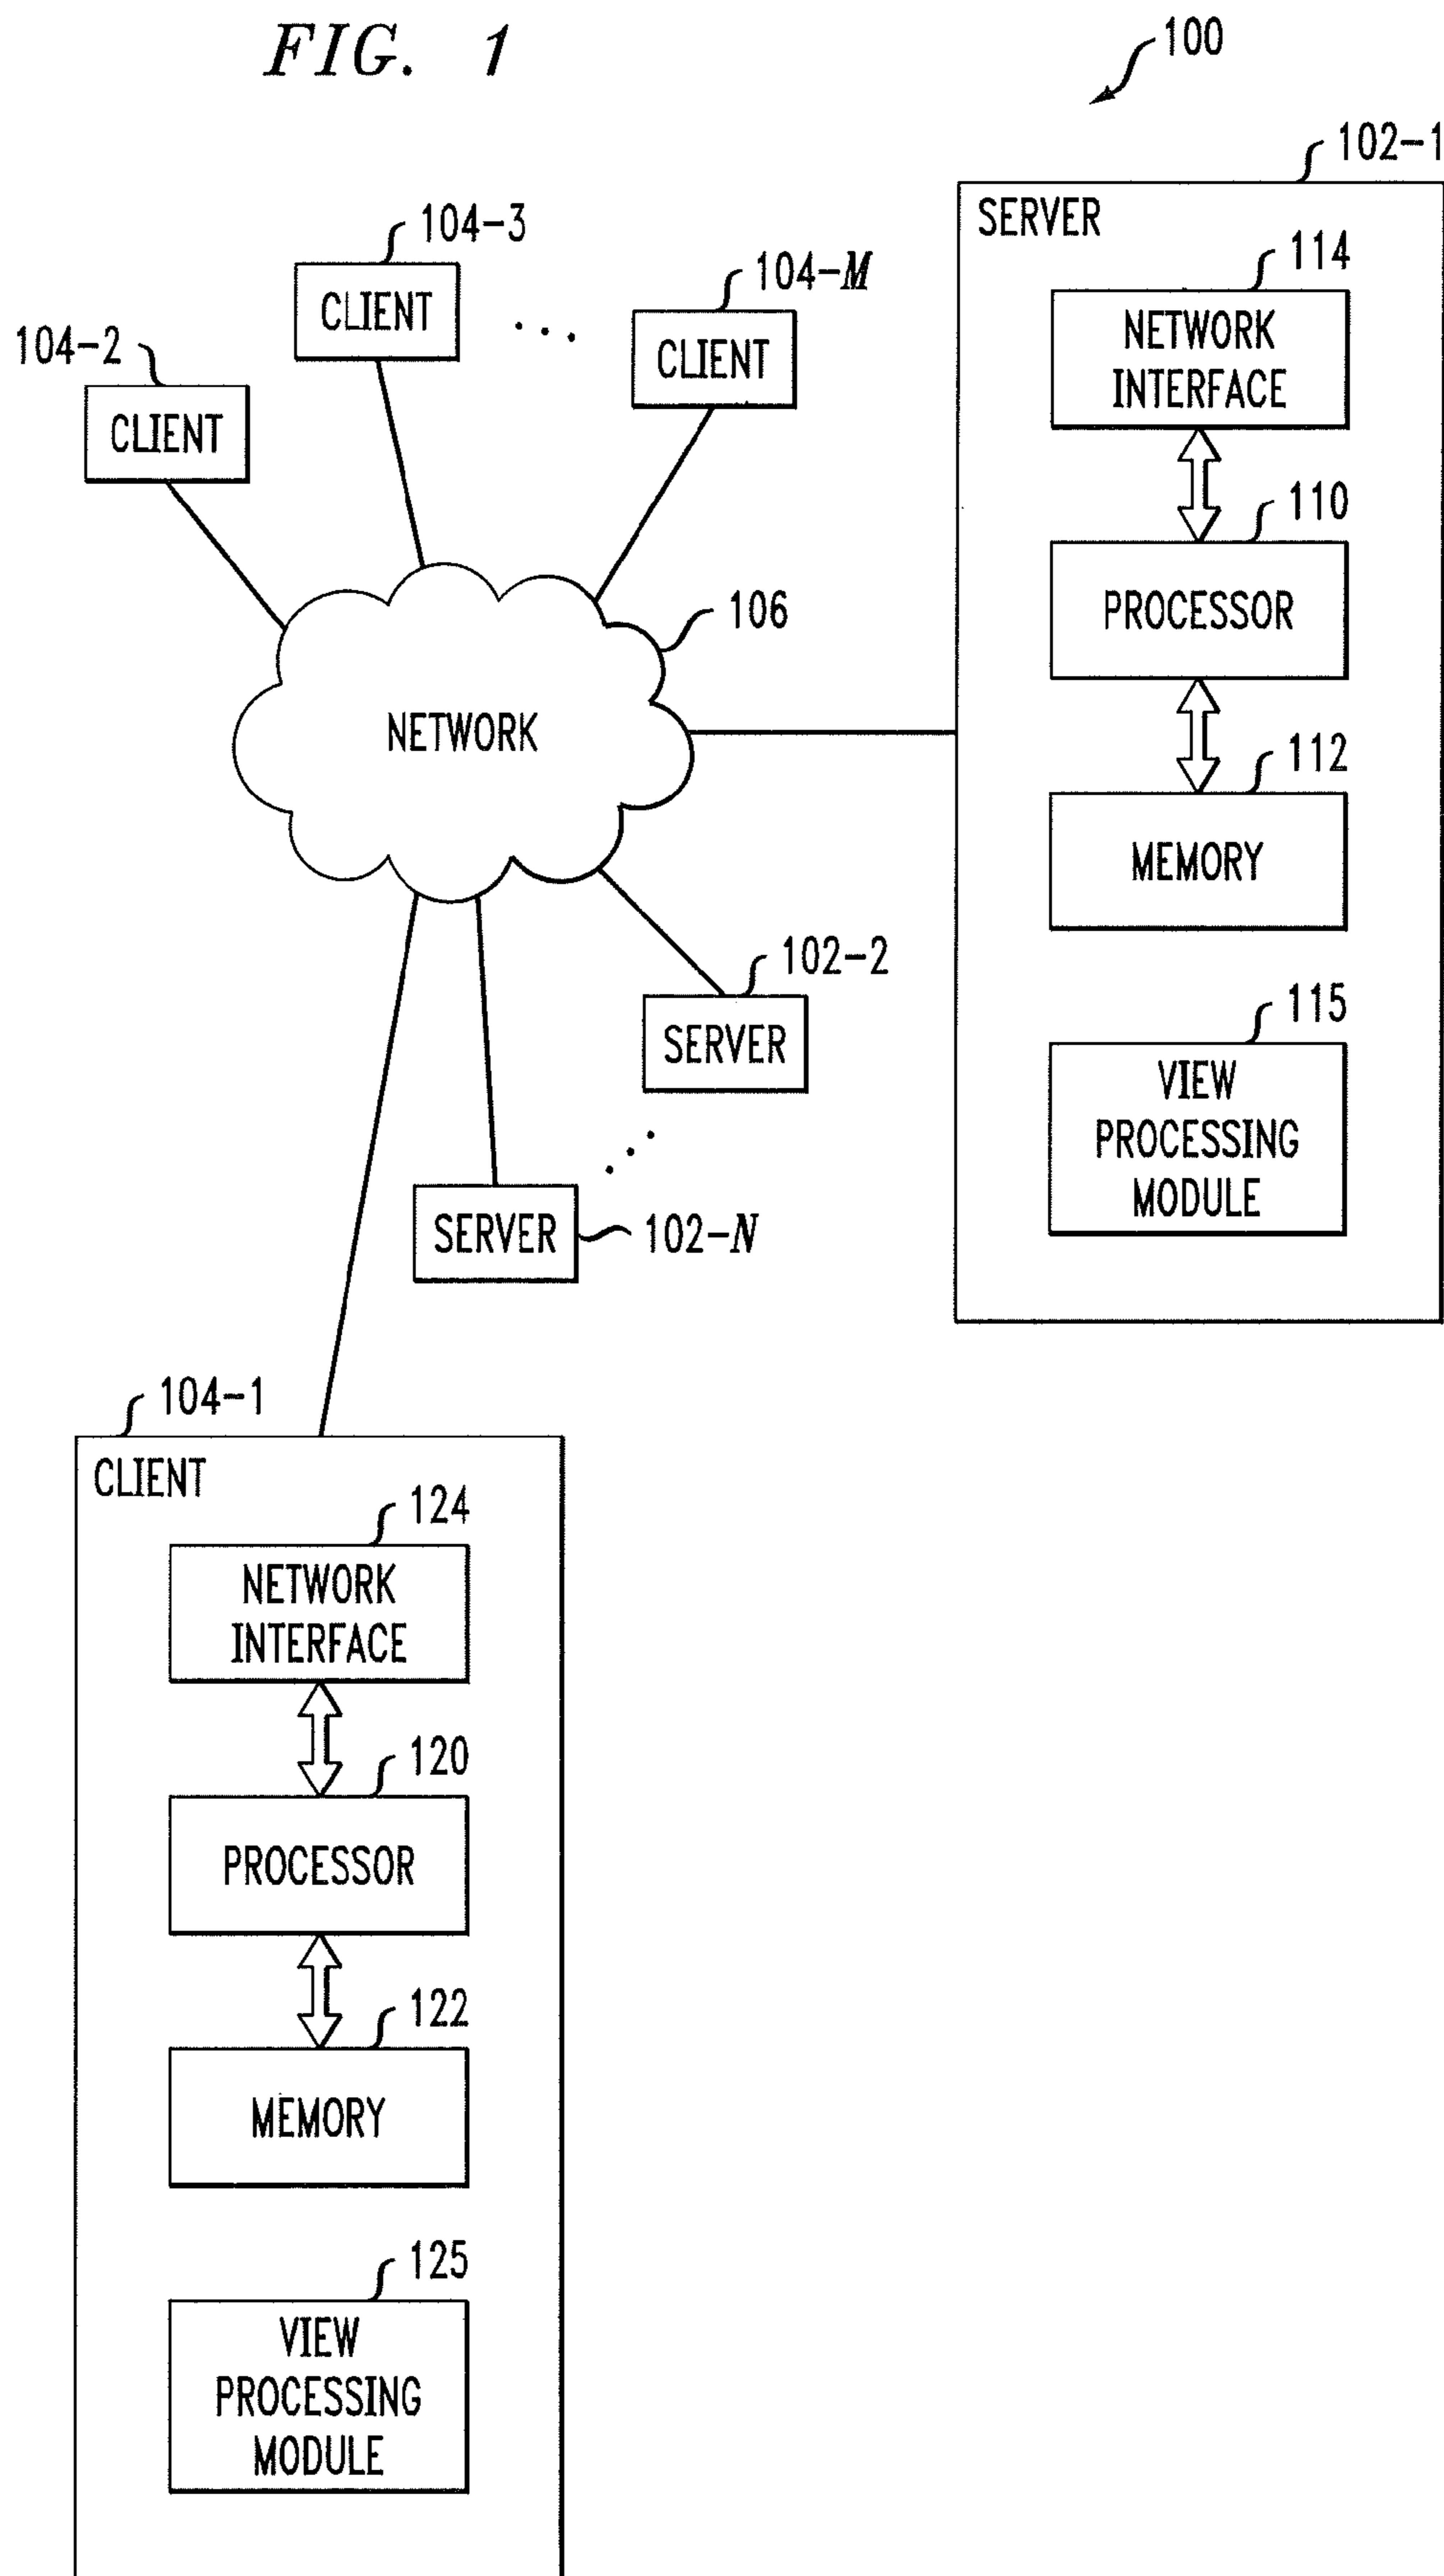 FIG. 1
100
102-1
SERVER
104-3
CLIENT
104-M
CLIENT
104-2
CLIENT
114
NETWORK
INTERFACE
110
PROCESSOR
106
NETWORK
112
MEMORY
102-2
SERVER
115
VIEW
PROCESSING
MODULE
SERVER
102-N
104-1
CLIENT
124
NETWORK
INTERFACE
120
PROCESSOR
122
MEMORY
125
VIEW
PROCESSING
MODULE